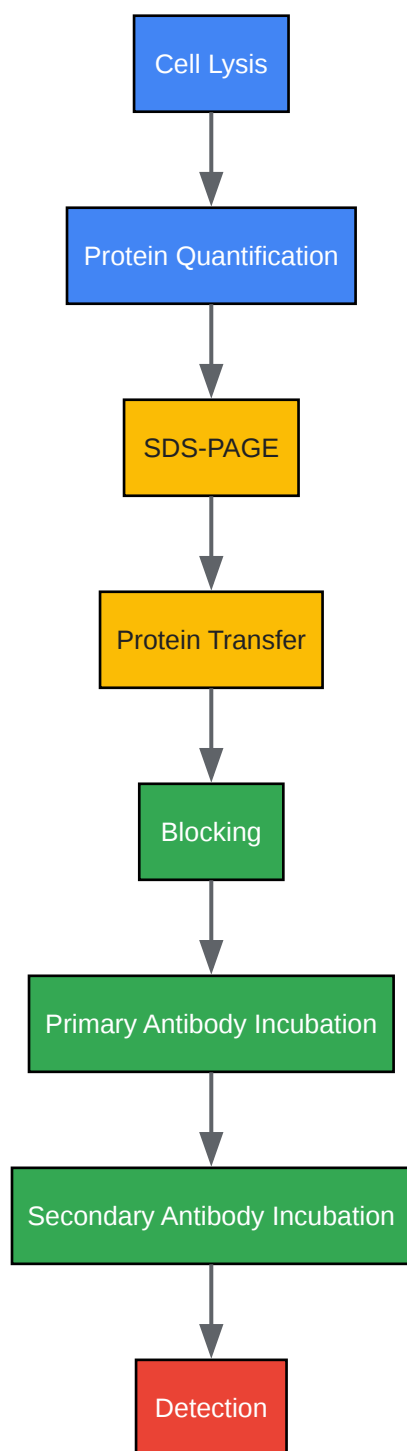 Cell Lysis
Protein Quantification
SDS-PAGE
Protein Transfer
Blocking
Primary Antibody Incubation
Secondary Antibody Incubation
Detection